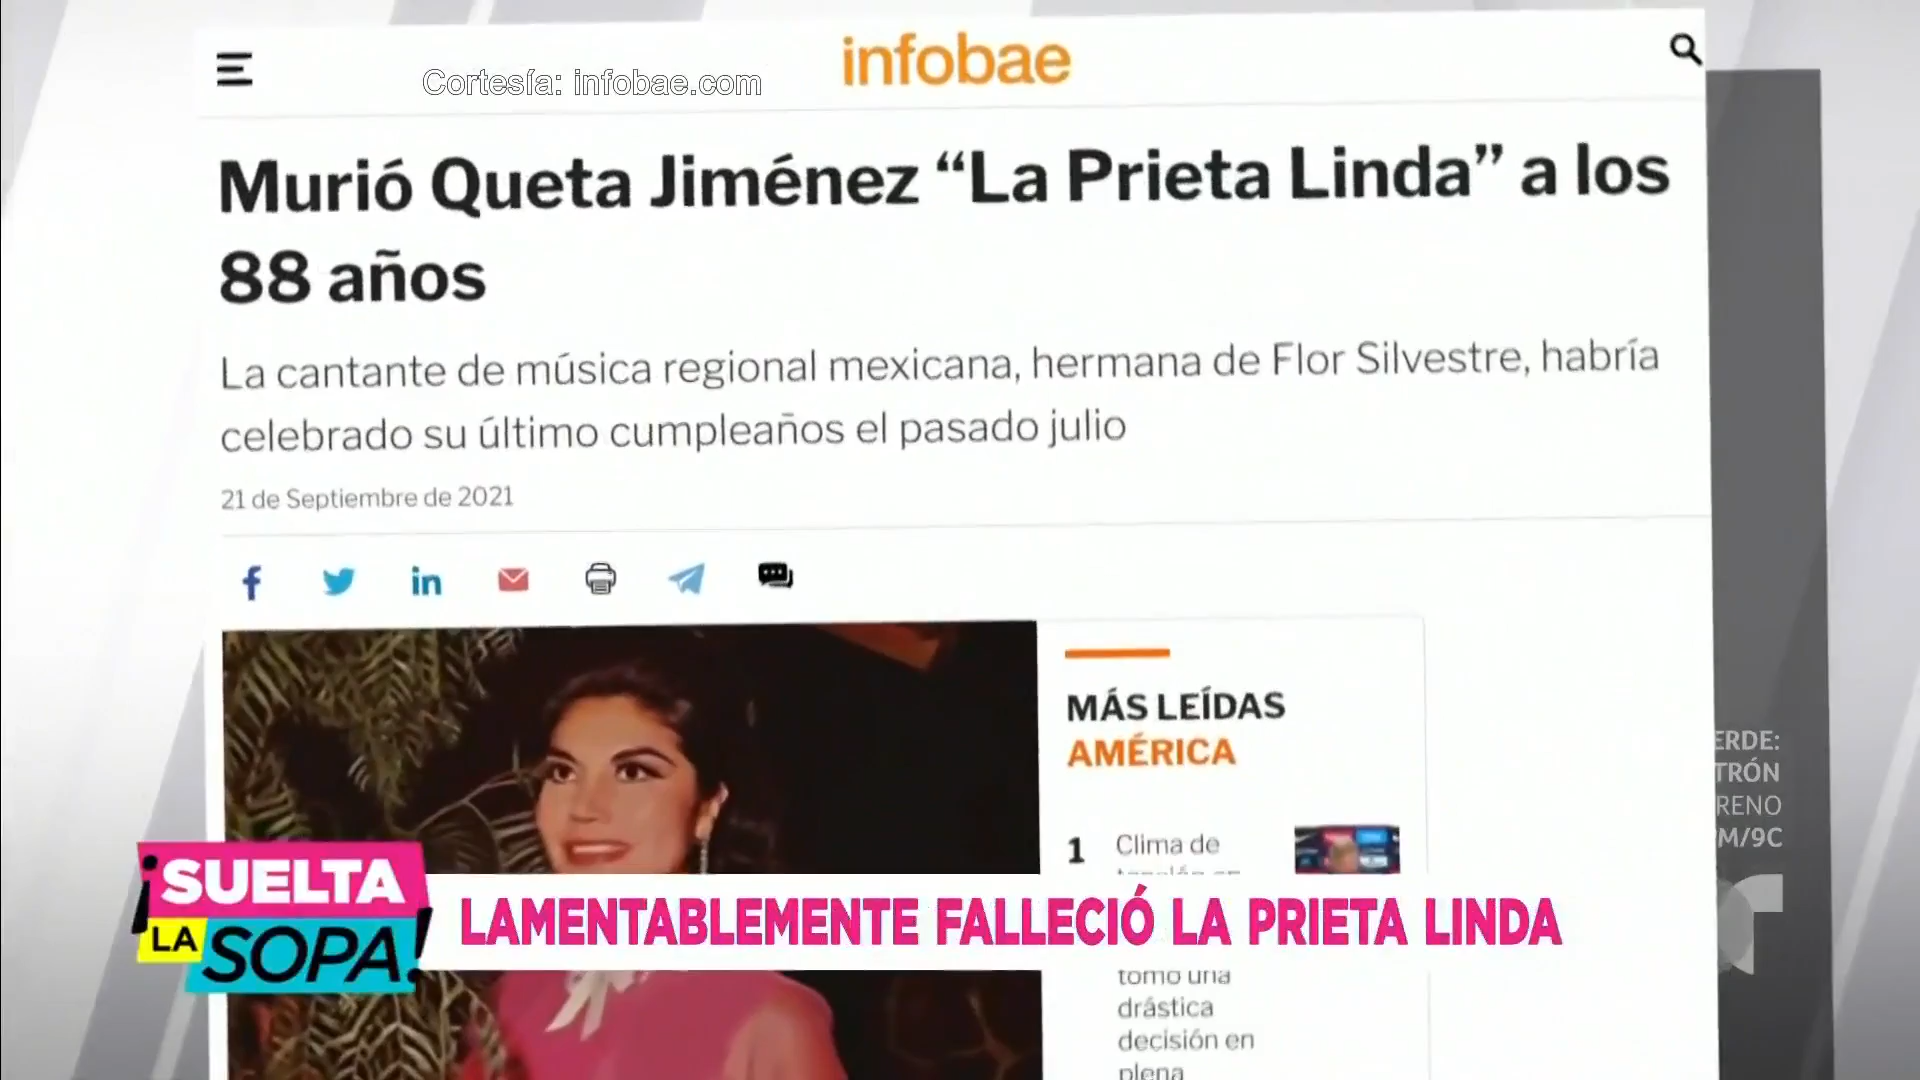 infobae
Cortesía: infobae.com
Murió Queta Jiménez “La Prieta Linda” a los
88 años
La cantante de música regional mexicana, hermana de Flor Silvestre, habría
celebrado su último cumpleaños el pasado julio
21 de Septiembre de 2021
MÁS LEÍDAS
AMÉRICA
1 Clima de
ERDE:
TRÓN
RENO
M/9C
¡SUELTA
LA SOPA!
LAMENTABLEMENTE FALLECIÓ LA PRIETA LINDA
tomó una
drástica
decisión en
plena